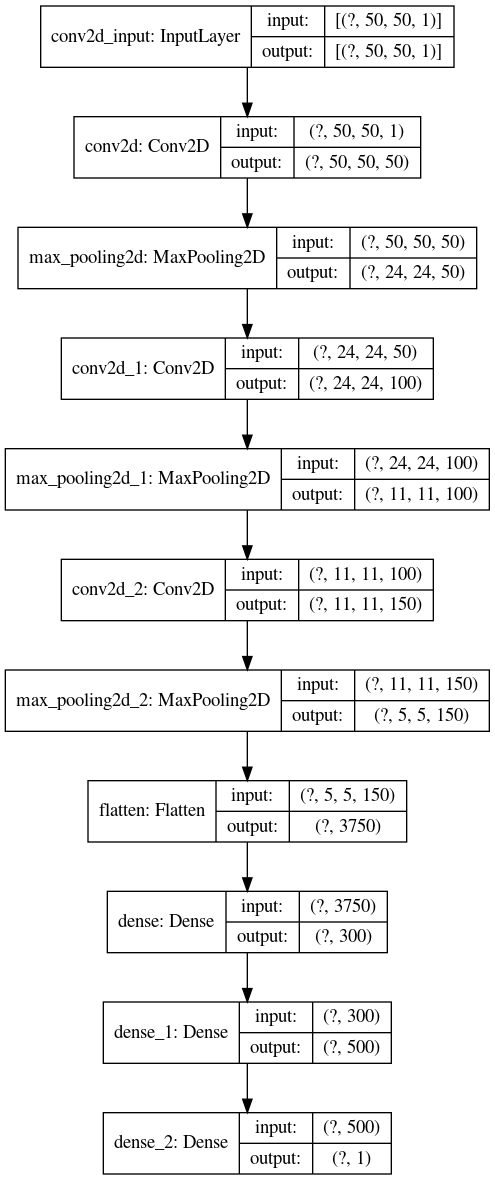 conv2d_input: InputLayer
input: [(?, 50, 50, 1)]
output: [(?, 50, 50, 1)]
conv2d: Conv2D
input: (?, 50, 50, 1)
output: (?, 50, 50, 50)
max_pooling2d: MaxPooling2D
input: (?, 50, 50, 50)
output: (?, 24, 24, 50)
conv2d_1: Conv2D
input: (?, 24, 24, 50)
output: (?, 24, 24, 100)
max_pooling2d_1: MaxPooling2D
input: (?, 24, 24, 100)
output: (?, 11, 11, 100)
conv2d_2: Conv2D
input: (?, 11, 11, 100)
output: (?, 11, 11, 150)
max_pooling2d_2: MaxPooling2D
input: (?, 11, 11, 150)
output: (?, 5, 5, 150)
flatten: Flatten
input: (?, 5, 5, 150)
output: (?, 3750)
dense: Dense
input: (?, 3750)
output: (?, 300)
dense_1: Dense
input: (?, 300)
output: (?, 500)
dense_2: Dense
input: (?, 500)
output: (?, 1)